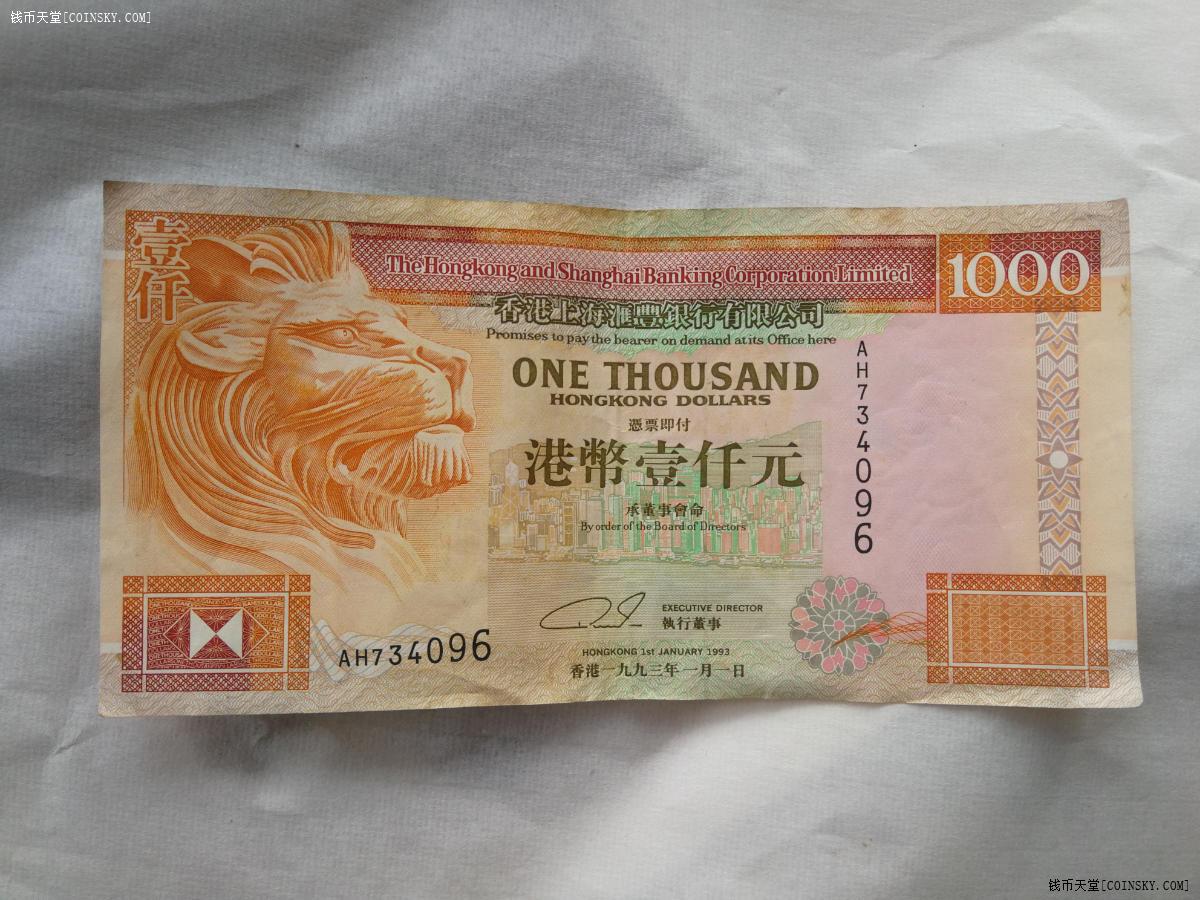 钱币天堂[COINSKY.COM]
壹仟
The Hongkong and Shanghai Banking Corporation Limited
1000
香港上海滙豐銀行有限公司
Promises to pay the bearer on demand at its Office here
ONE THOUSAND
HONGKONG DOLLARS
憑票即付
港幣壹仟元
承董事會命
By order of the Board of Directors
AH734096
EXECUTIVE DIRECTOR
執行董事
AH734096
HONGKONG 1st JANUARY 1993
香港一九九三年一月一日
钱币天堂[COINSKY.COM]